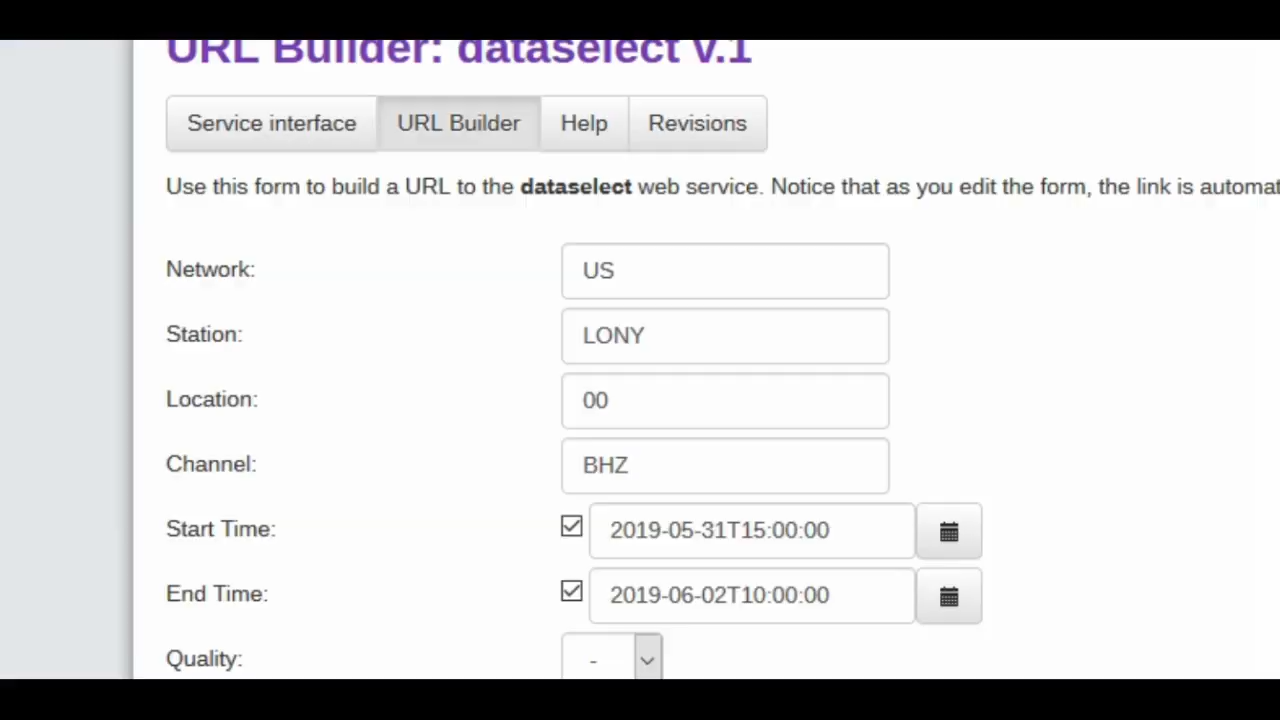 URL Builder: dataselect v.1
Service interface URL Builder Help Revisions
Use this form to build a URL to the dataselect web service. Notice that as you edit the form, the link is automat
Network: US
Station: LONY
Location: 00
Channel: BHZ
Start Time: 2019-05-31T15:00:00
End Time: 2019-06-02T10:00:00
Quality: -